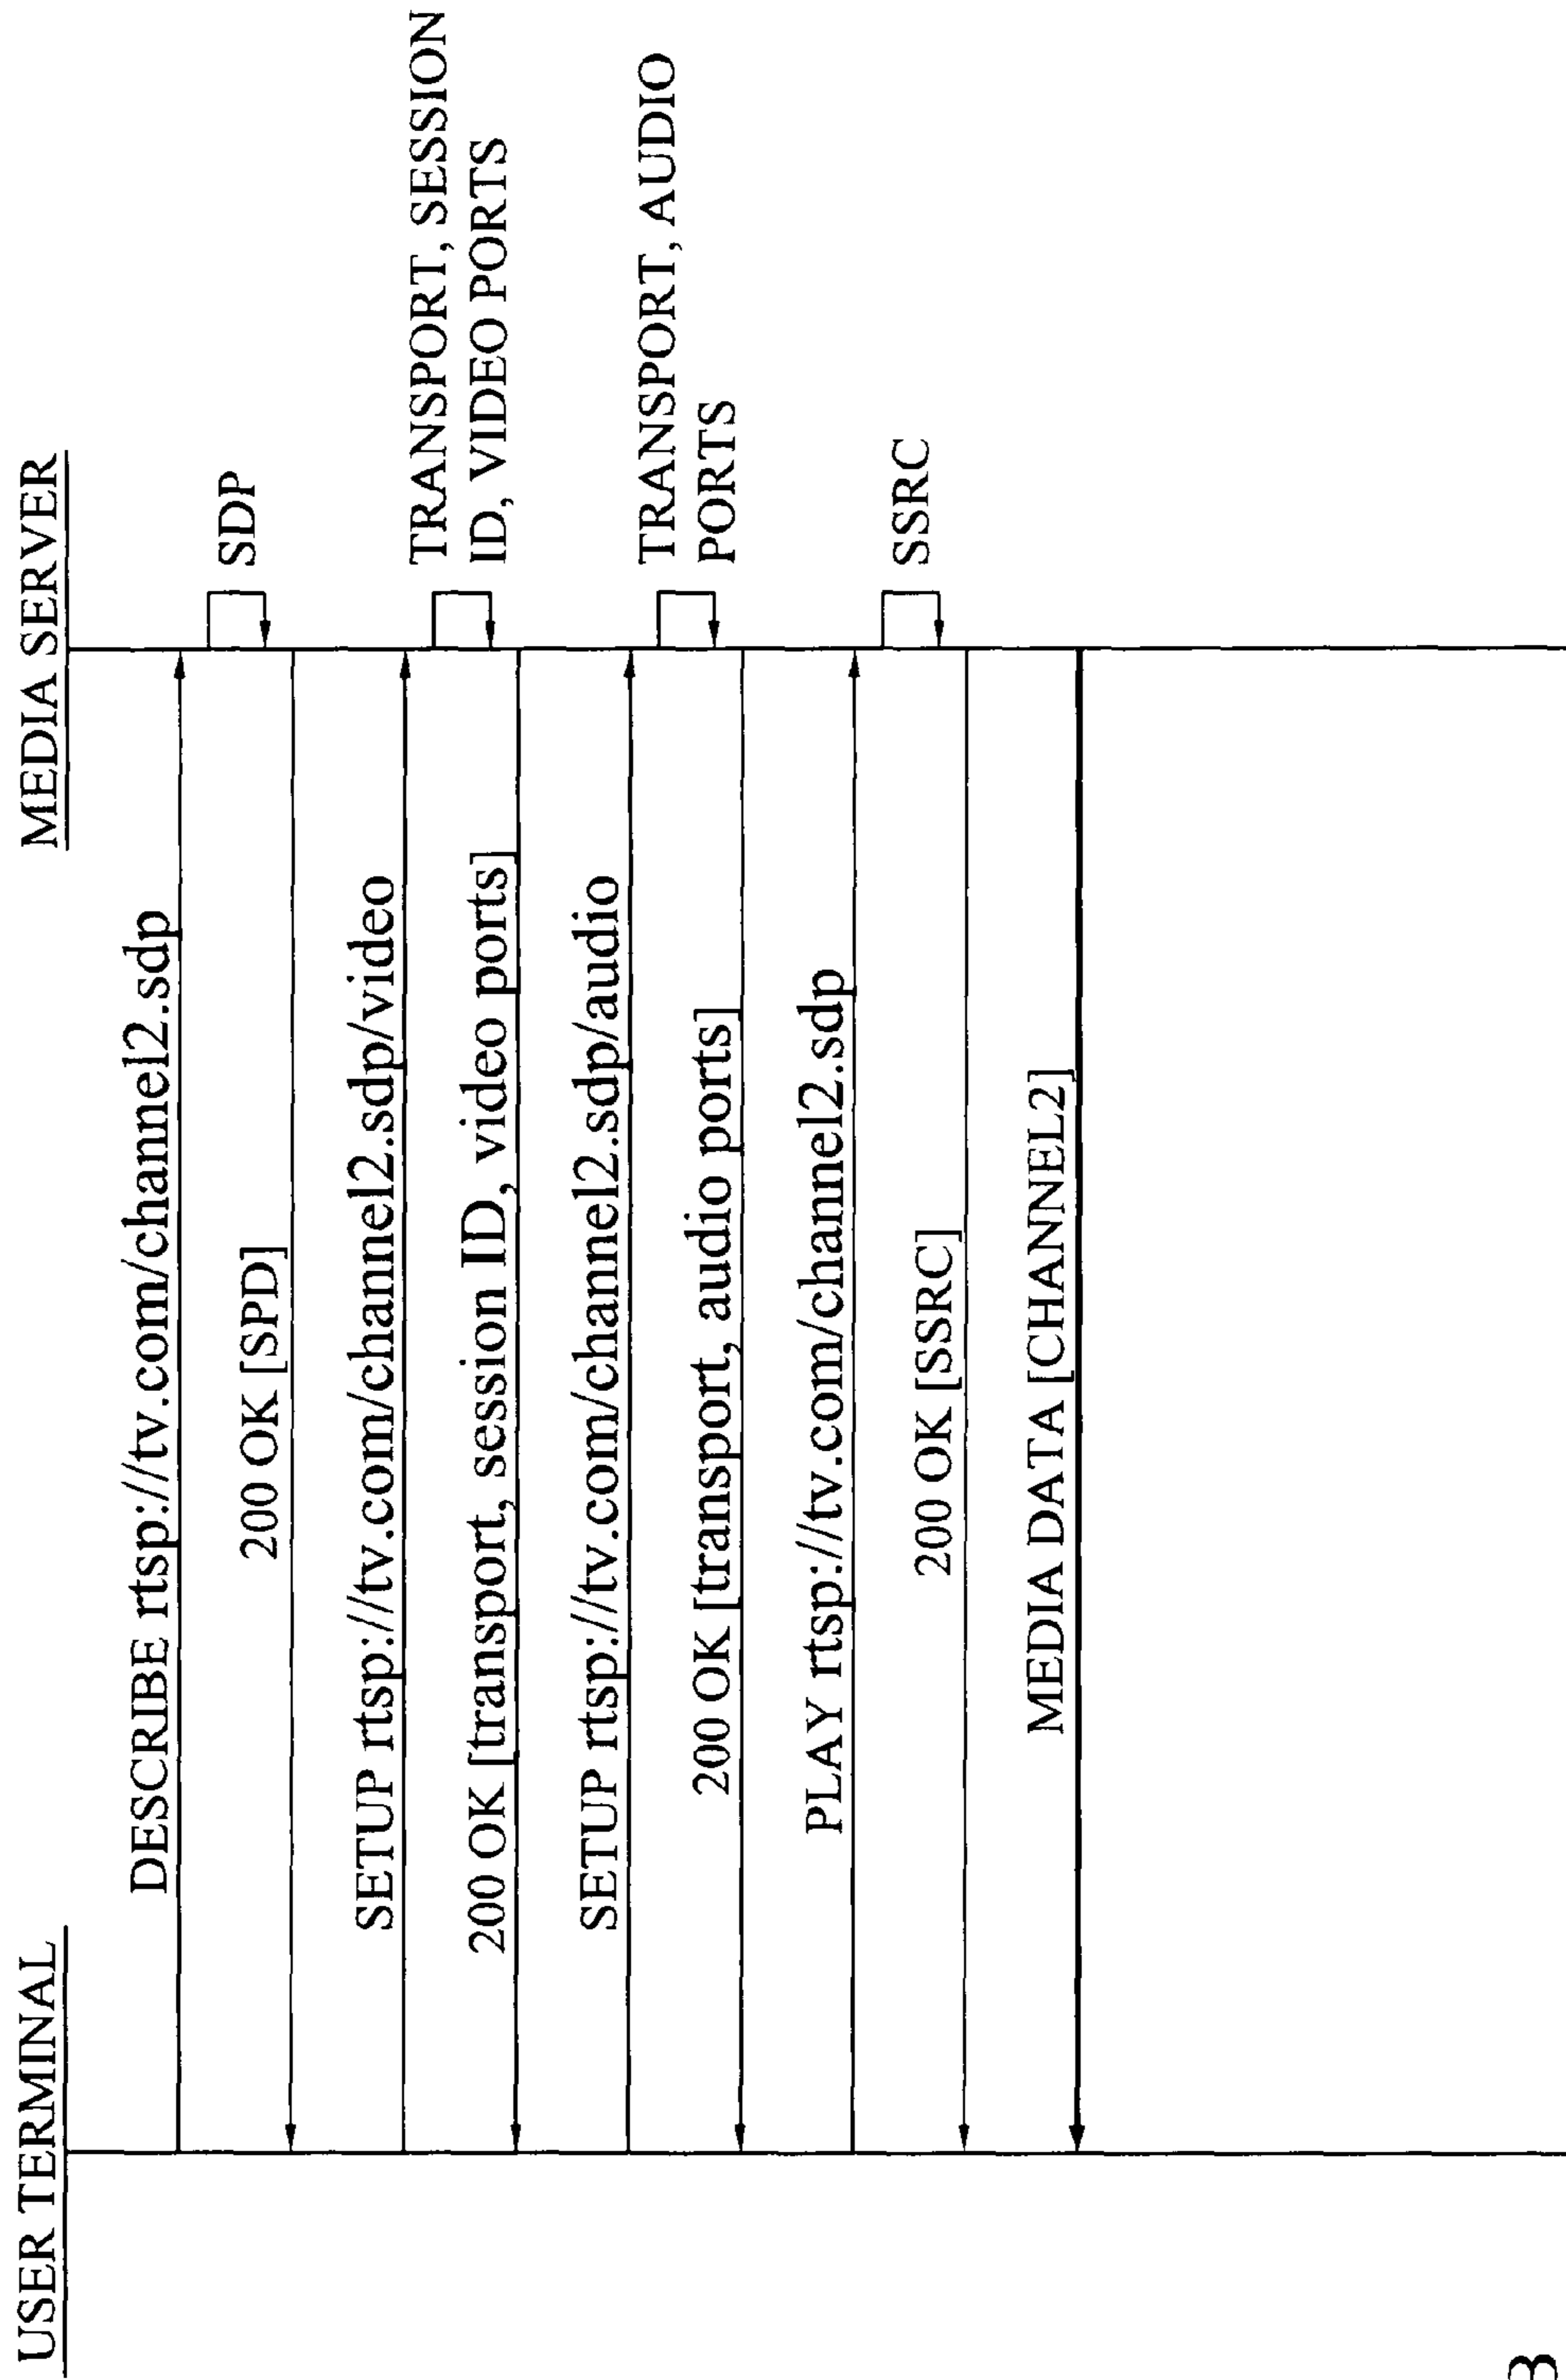 USER TERMINAL
MEDIA SERVER
DESCRIBE rtsp://tv.com/channel2.sdp
SDP
200 OK [SPD]
SETUP rtsp://tv.com/channel2.sdp/video
TRANSPORT, SESSION
ID, VIDEO PORTS
200 OK [transport, session ID, video ports]
SETUP rtsp://tv.com/channel2.sdp/audio
TRANSPORT, AUDIO
PORTS
200 OK [transport, audio ports]
PLAY rtsp://tv.com/channel2.sdp
SSRC
200 OK [SSRC]
MEDIA DATA [CHANNEL2]
3